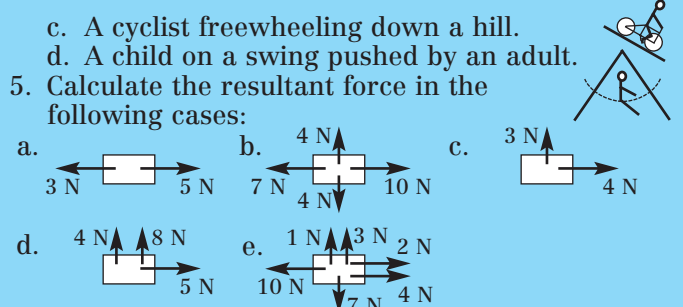 c. A cyclist freewheeling down a hill.
d. A child on a swing pushed by an adult.
5. Calculate the resultant force in the
following cases:
a. 3 N 5 N
b. 4 N 7 N 10 N 4 N
c. 3 N 4 N
d. 4 N 8 N 5 N
e. 1 N 3 N 2 N 10 N 4 N 7 N